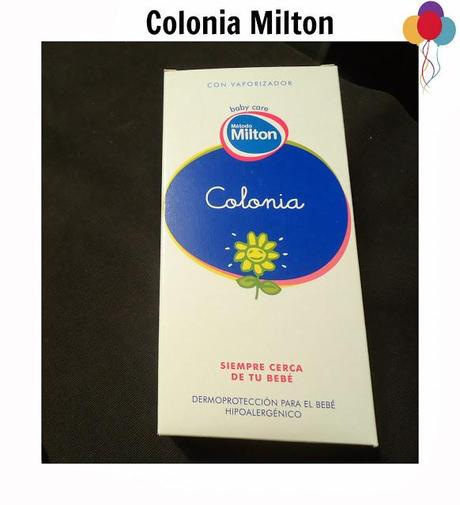 Colonia Milton
CON VAPORIZADOR
baby care
Método
Milton
Colonia
SIEMPRE CERCA
DE TU BEBÉ
DERMOPROTECCIÓN PARA EL BEBÉ
HIPOALERGÉNICO